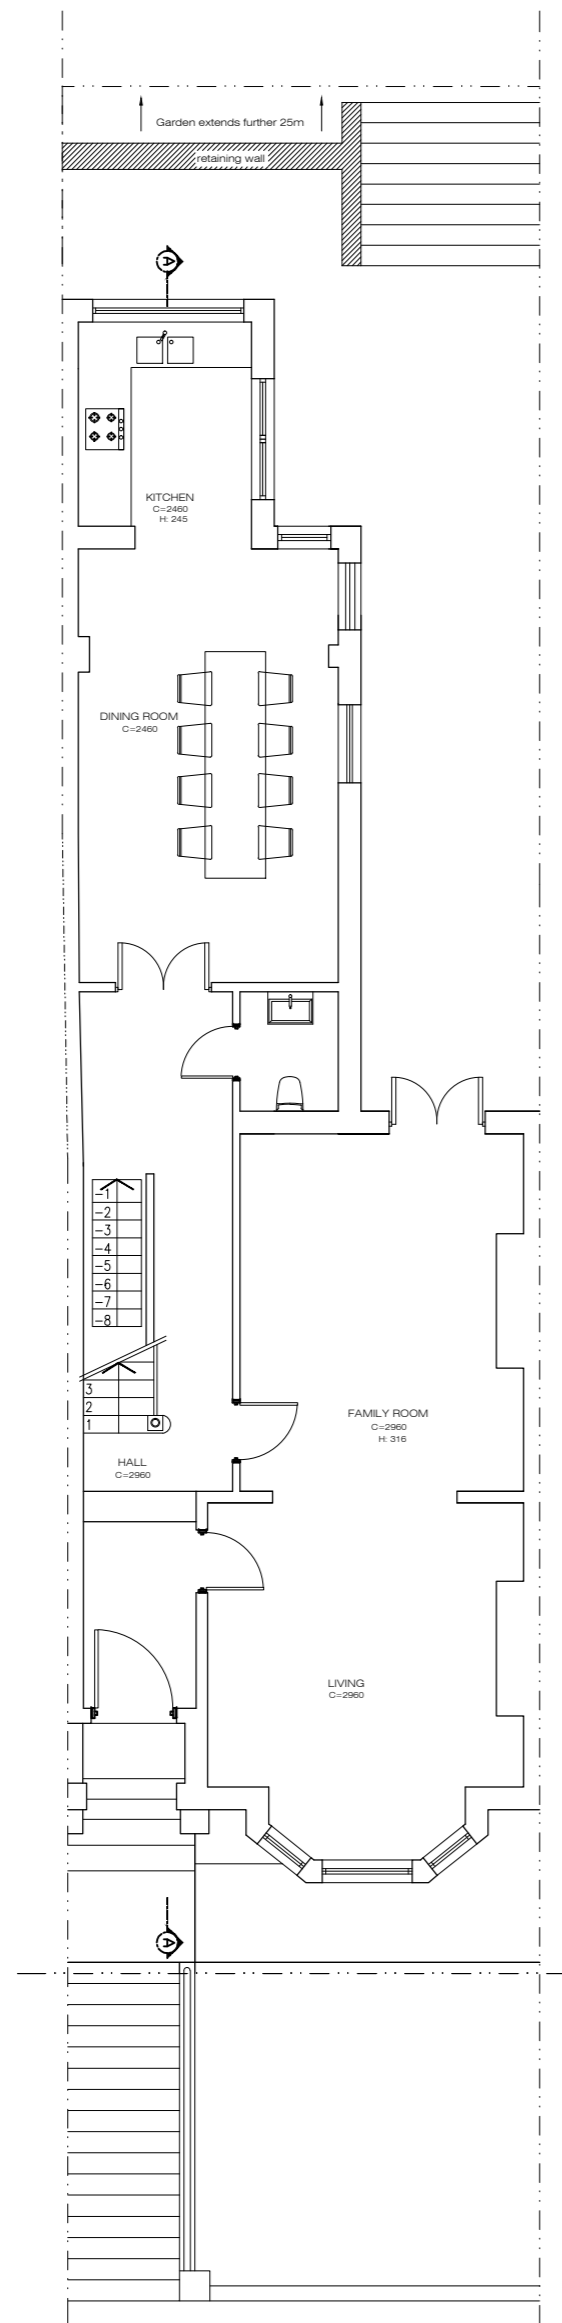 Garden extends further 25m
retaining wall
A
KITCHEN
C=2460
H: 245
DINING ROOM
C=2460
-1
-2
-3
-4
-5
-6
-7
-8
3
2
1
HALL
C=2960
FAMILY ROOM
C=2960
H: 316
LIVING
C=2960
A